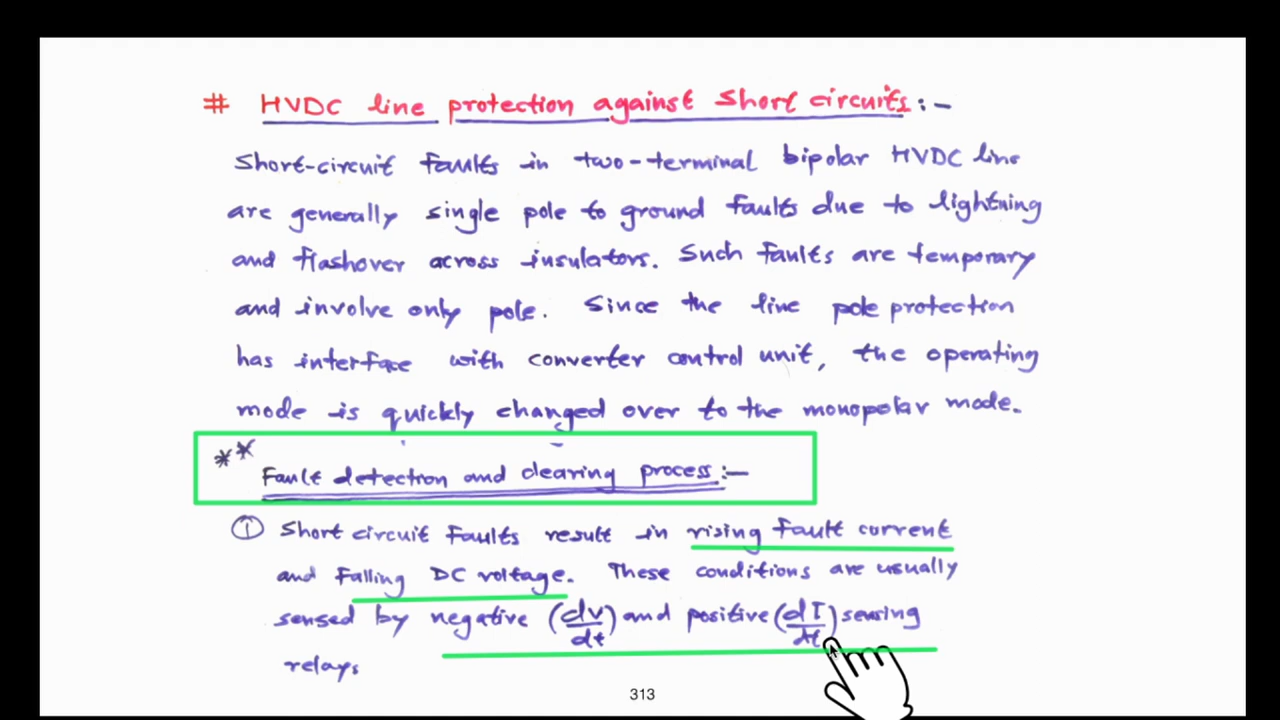 # HVDC line protection against Short circuits:-
Short-circuit faults in two-terminal bipolar HVDC line
are generally single pole to ground faults due to lightning
and flashover across insulators. Such faults are temporary
and involve only pole. Since the line pole protection
has interface with converter control unit, the operating
mode is quickly changed over to the monopolar mode.
** Fault detection and clearing process:-
① Short circuit faults result in rising fault current
and falling DC voltage. These conditions are usually
sensed by negative (dv/dt) and positive (dI/dt) sensing
relays
313